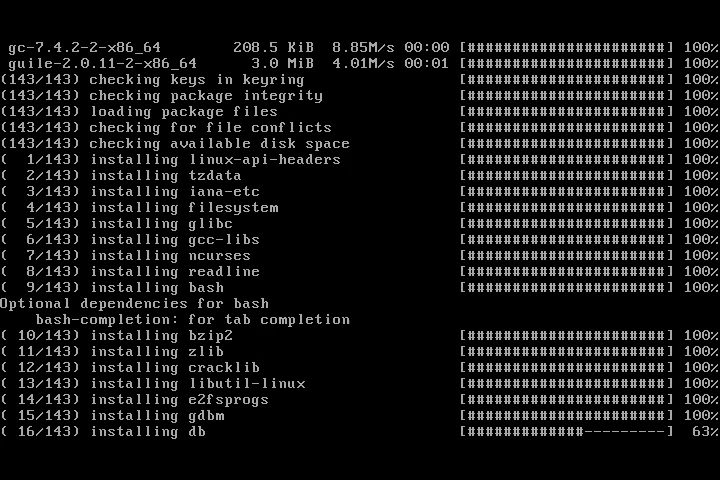 gc-7.4.2-2-x86_64 208.5 KiB 8.85M/s 00:00 [######################] 100%
guile-2.0.11-2-x86_64 3.0 MiB 4.01M/s 00:01 [######################] 100%
(143/143) checking keys in keyring [######################] 100%
(143/143) checking package integrity [######################] 100%
(143/143) loading package files [######################] 100%
(143/143) checking for file conflicts [######################] 100%
(143/143) checking available disk space [######################] 100%
(  1/143) installing linux-api-headers [######################] 100%
(  2/143) installing tzdata [######################] 100%
(  3/143) installing iana-etc [######################] 100%
(  4/143) installing filesystem [######################] 100%
(  5/143) installing glibc [######################] 100%
(  6/143) installing gcc-libs [######################] 100%
(  7/143) installing ncurses [######################] 100%
(  8/143) installing readline [######################] 100%
(  9/143) installing bash [######################] 100%
Optional dependencies for bash
bash-completion: for tab completion
( 10/143) installing bzip2 [######################] 100%
( 11/143) installing zlib [######################] 100%
( 12/143) installing cracklib [######################] 100%
( 13/143) installing libutil-linux [######################] 100%
( 14/143) installing e2fsprogs [######################] 100%
( 15/143) installing gdbm [######################] 100%
( 16/143) installing db [#############---------] 63%